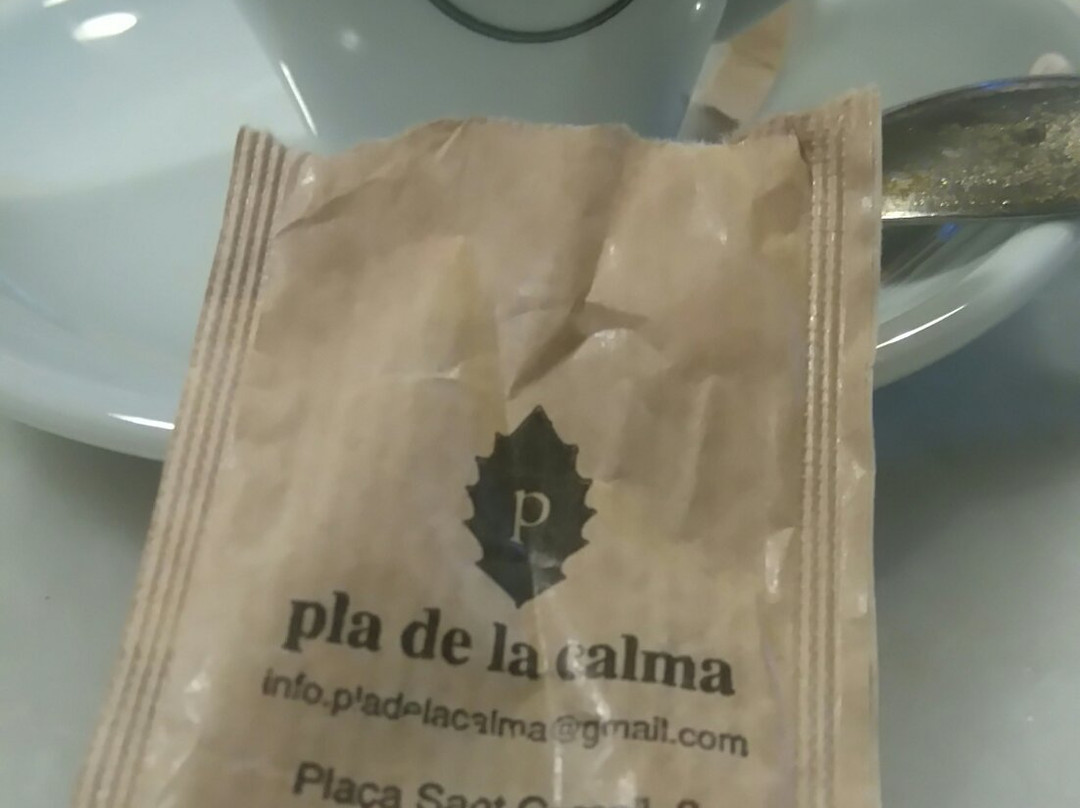 p
pla de la calma
info.pladelacalma@gmail.com
Plaça